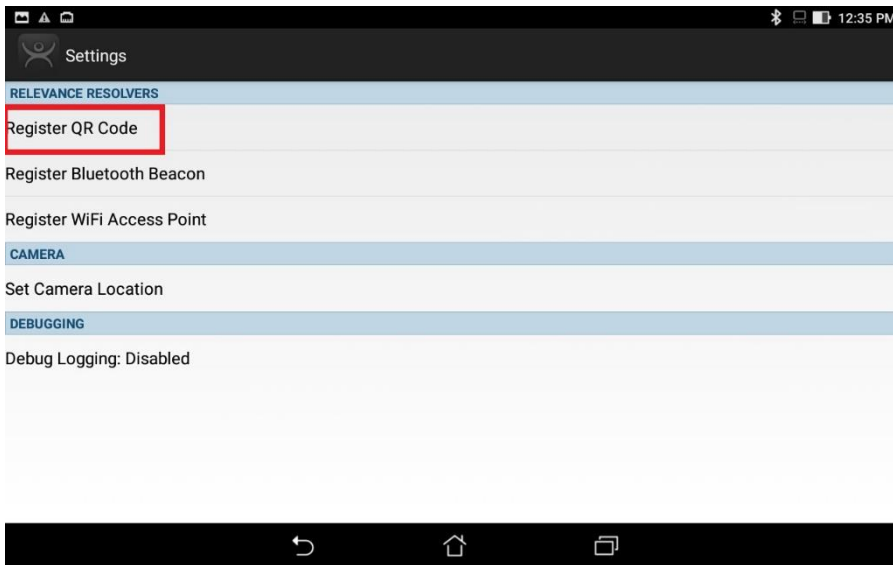 12:35 PM
Settings
RELEVANCE RESOLVERS
Register QR Code
Register Bluetooth Beacon
Register WiFi Access Point
CAMERA
Set Camera Location
DEBUGGING
Debug Logging: Disabled